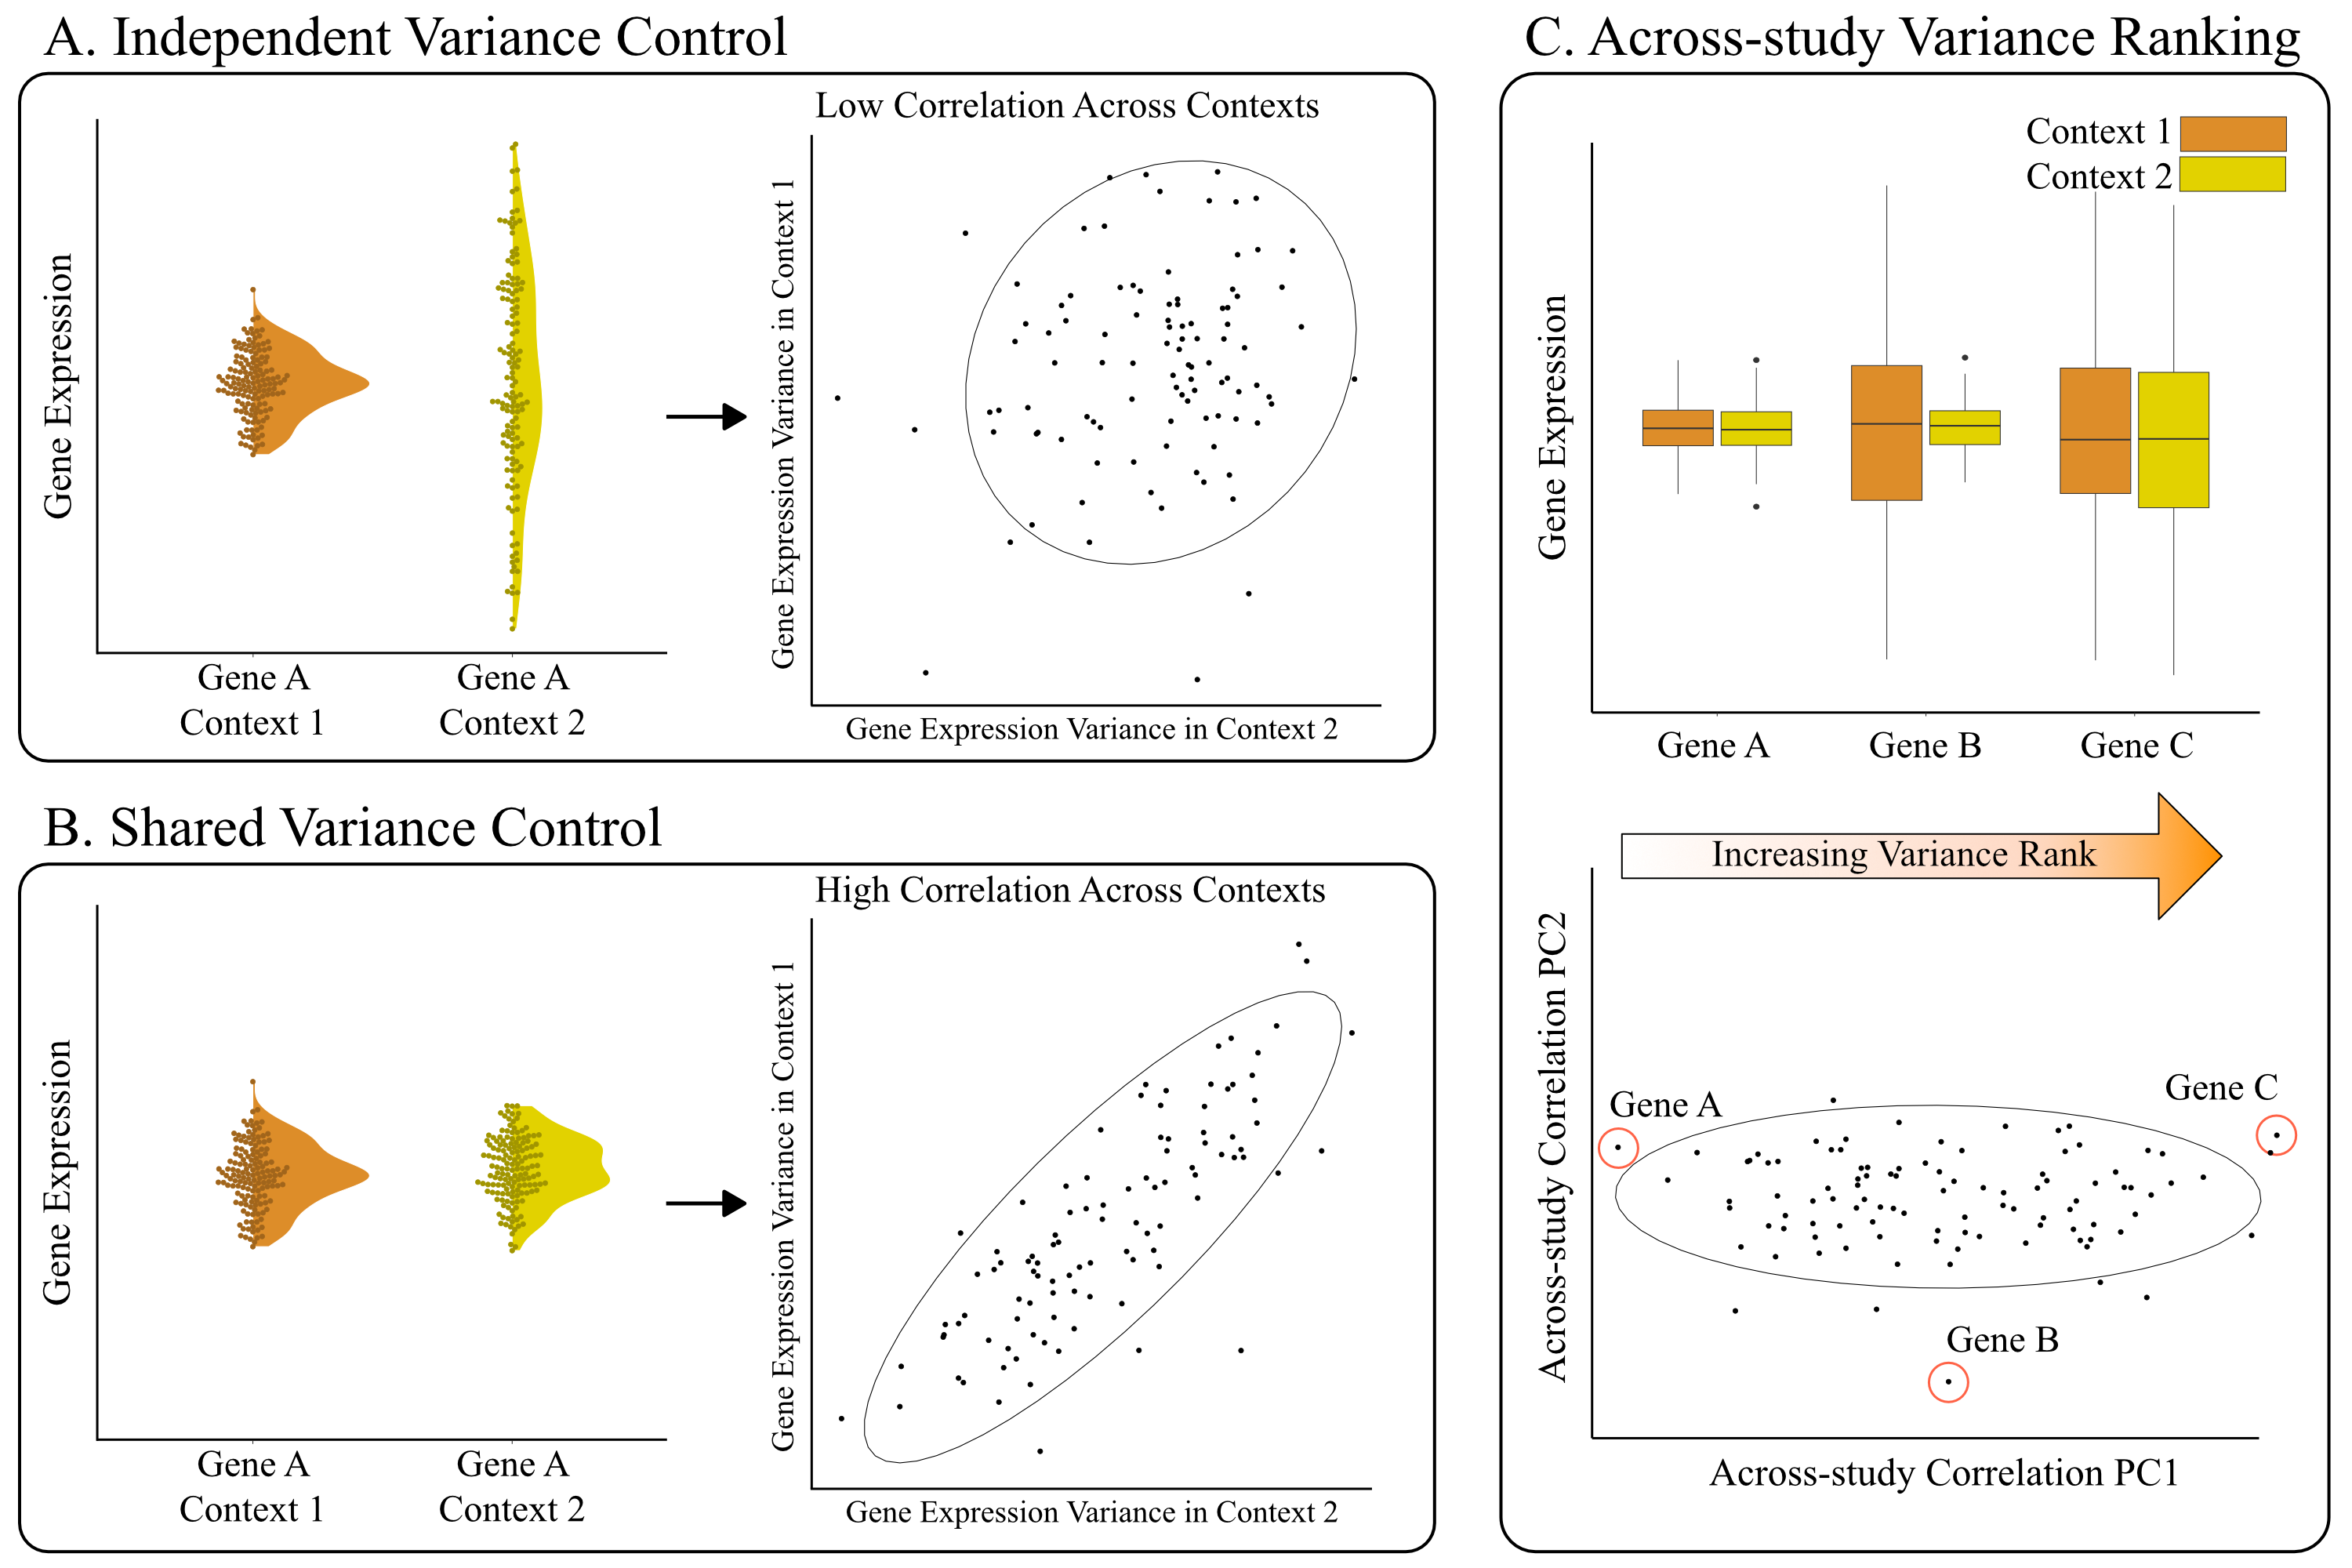 A. Independent Variance Control
Low Correlation Across Contexts
Gene Expression
Gene A
Context 1
Gene A
Context 2
Gene Expression Variance in Context 1
Gene Expression Variance in Context 2
B. Shared Variance Control
High Correlation Across Contexts
Gene Expression
Gene A
Context 1
Gene A
Context 2
Gene Expression Variance in Context 1
Gene Expression Variance in Context 2
C. Across-study Variance Ranking
Context 1
Context 2
Gene Expression
Gene A
Gene B
Gene C
Increasing Variance Rank
Across-study Correlation PC2
Gene A
Gene C
Gene B
Across-study Correlation PC1